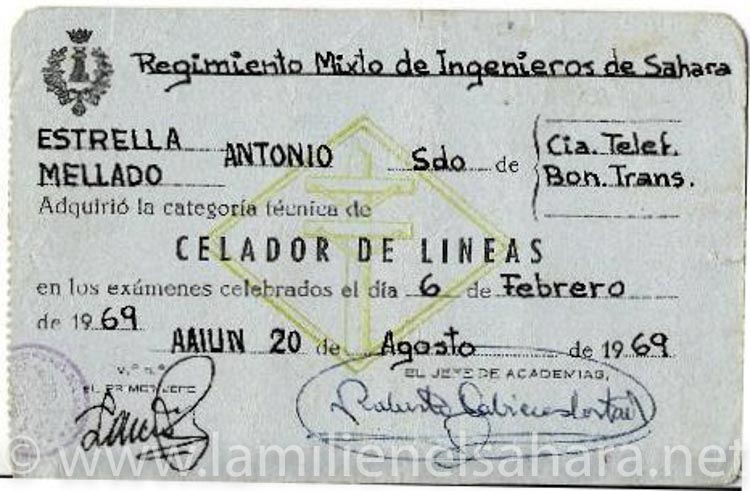 Regimiento Mixto de Ingenieros de Sahara
ESTRELLA
MELLADO ANTONIO Sdo de Cia. Telef.
Bon. Trans.
Adquirió la categoría técnica de
CELADOR DE LINEAS
en los exámenes celebrados el día 6 de Febrero
de 1969
AAIUN 20 de Agosto de 1969
V.º B.º
EL PRIMER JEFE
EL JEFE DE ACADEMIAS,
© www.lamilienelsahara.net